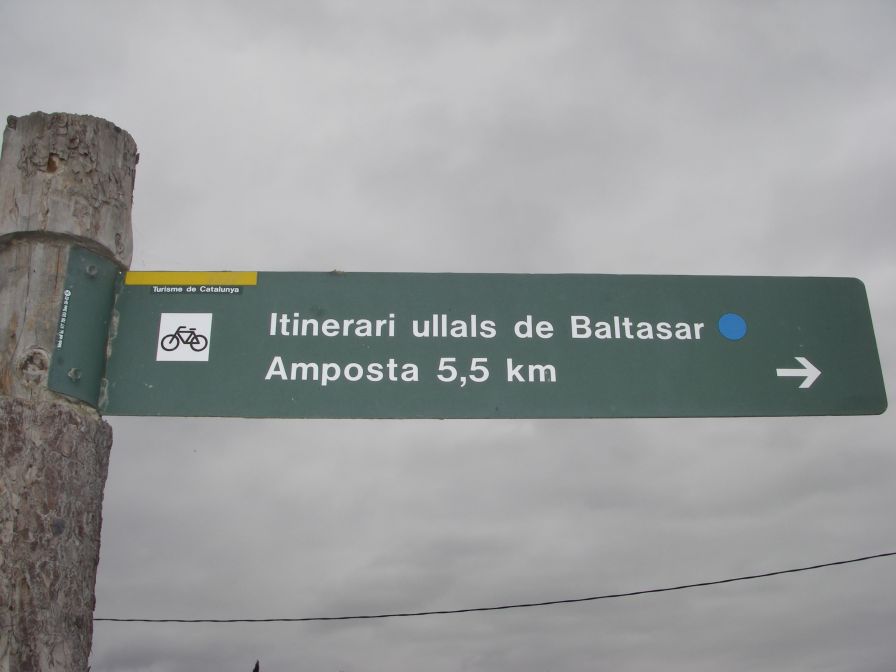 Turisme de Catalunya
Itinerari ullals de Baltasar
Amposta 5,5 km